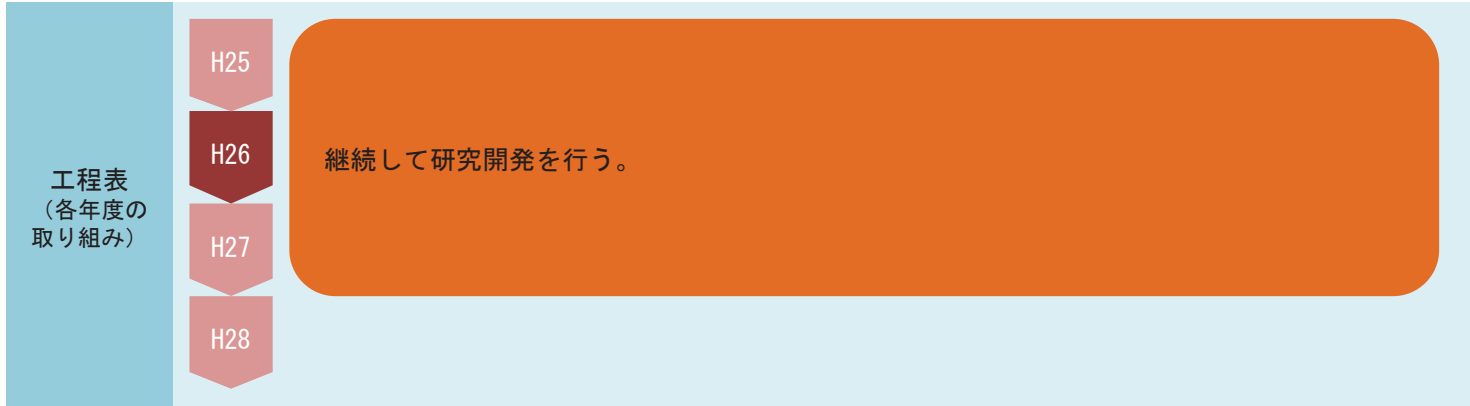 工程表
（各年度の
取り組み）
H25
H26
H27
H28
継続して研究開発を行う。